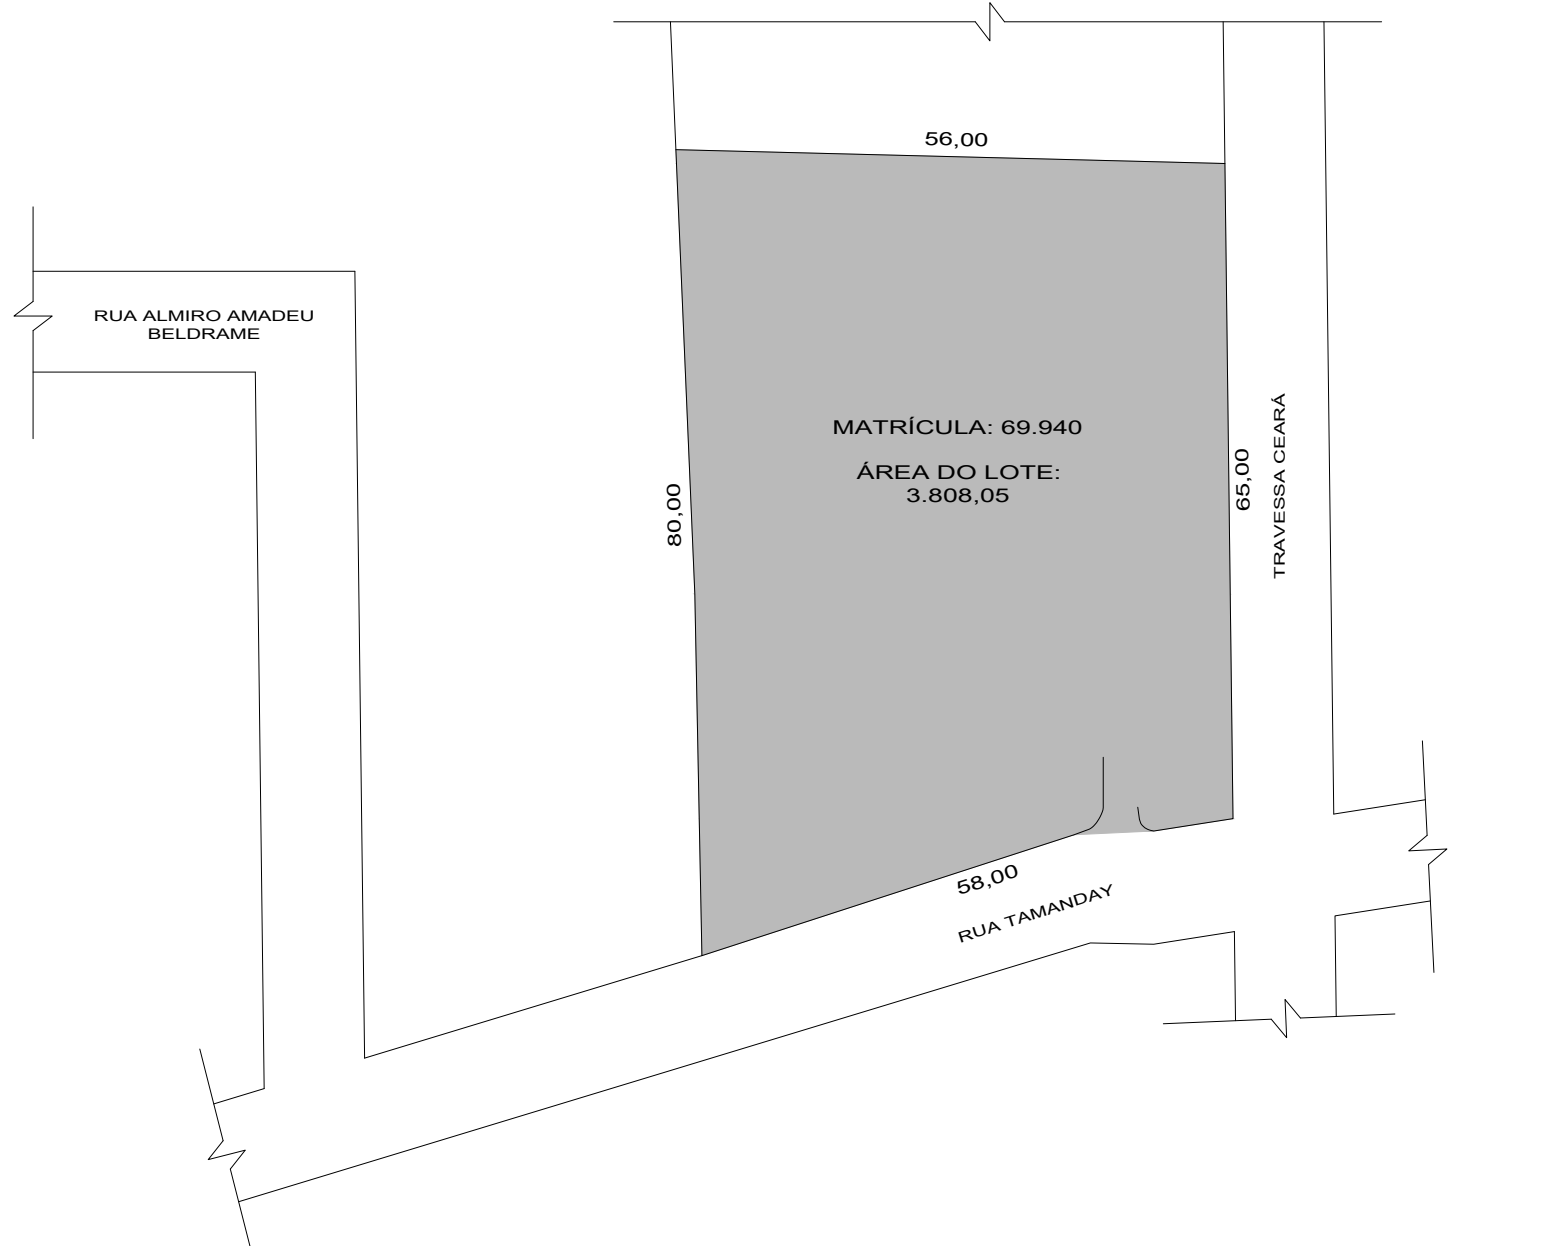 56,00
RUA ALMIRO AMADEU
BELDRAME
MATRÍCULA: 69.940
ÁREA DO LOTE:
3.808,05
80,00
65,00
TRAVESSA CEARÁ
58,00
RUA TAMANDAY